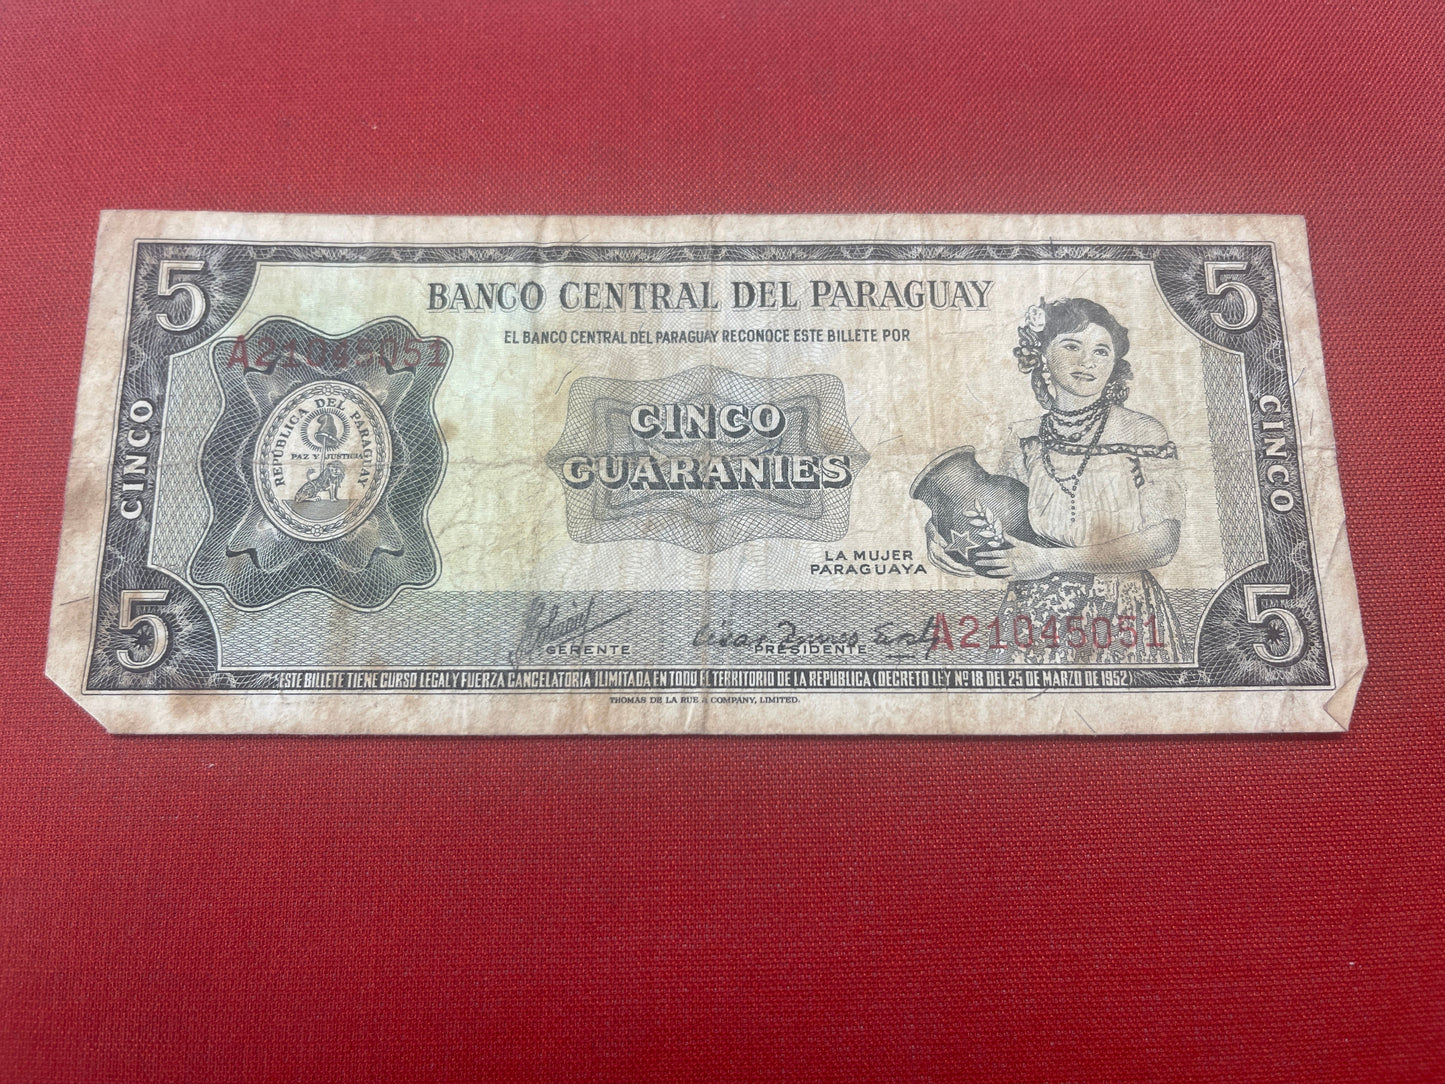 5
5
BANCO CENTRAL DEL PARAGUAY
EL BANCO CENTRAL DEL PARAGUAY RECONOCE ESTE BILLETE POR
A21045051
REPÚBLICA DEL PARAGUAY
PAZ Y JUSTICIA
CINCO
CINCO
GUARANIES
CINCO
LA MUJER
PARAGUAYA
5
GERENTE
PRESIDENTE
A21045051
5
ESTE BILLETE TIENE CURSO LEGAL Y FUERZA CANCELATORIA ILIMITADA EN TODO EL TERRITORIO DE LA REPUBLICA (DECRETO LEY Nº 18 DEL 25 DE MARZO DE 1952)
THOMAS DE LA RUE & COMPANY, LIMITED.